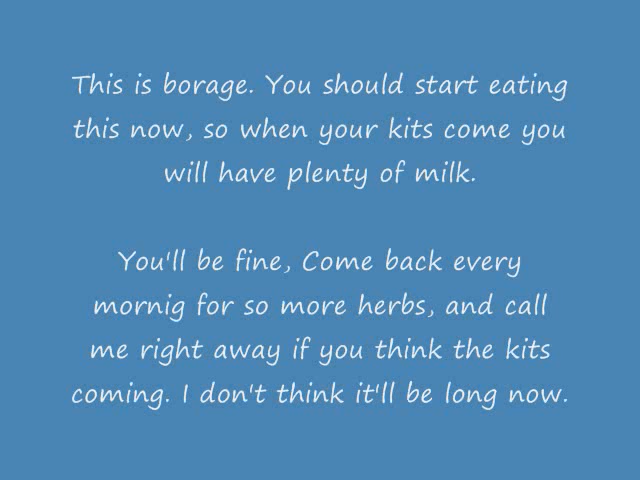 This is borage. You should start eating
this now, so when your kits come you
will have plenty of milk.
You'll be fine, Come back every
mornig for so more herbs, and call
me right away if you think the kits
coming. I don't think it'll be long now.